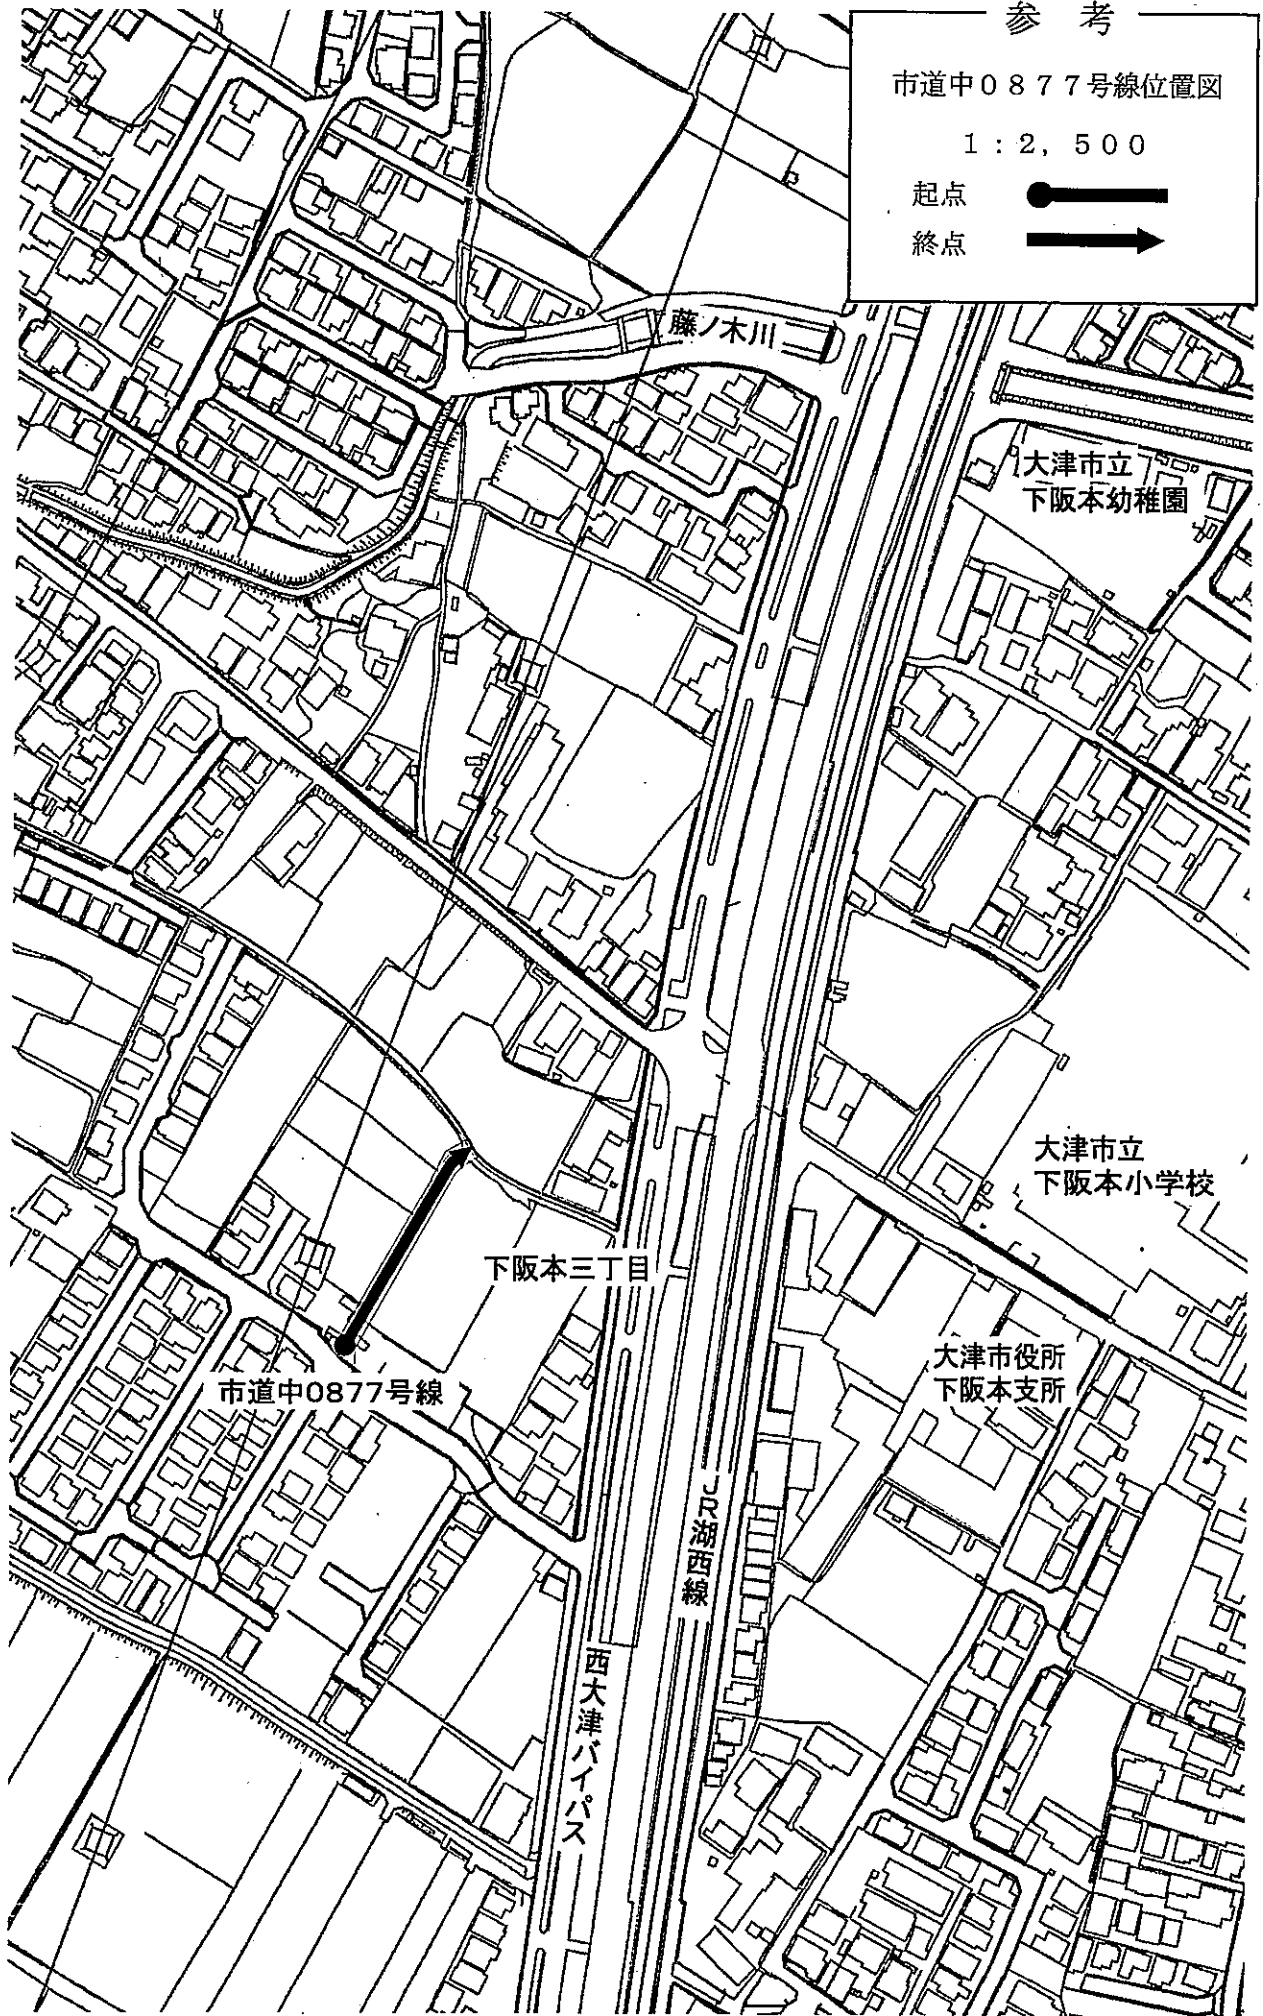 参 考
市道中0877号線位置図
1:2,500
起点
終点
藤ノ木川
大津市立
下阪本幼稚園
大津市立
下阪本小学校
下阪本三丁目
大津市役所
下阪本支所
市道中0877号線
JR湖西線
西大津バイパス